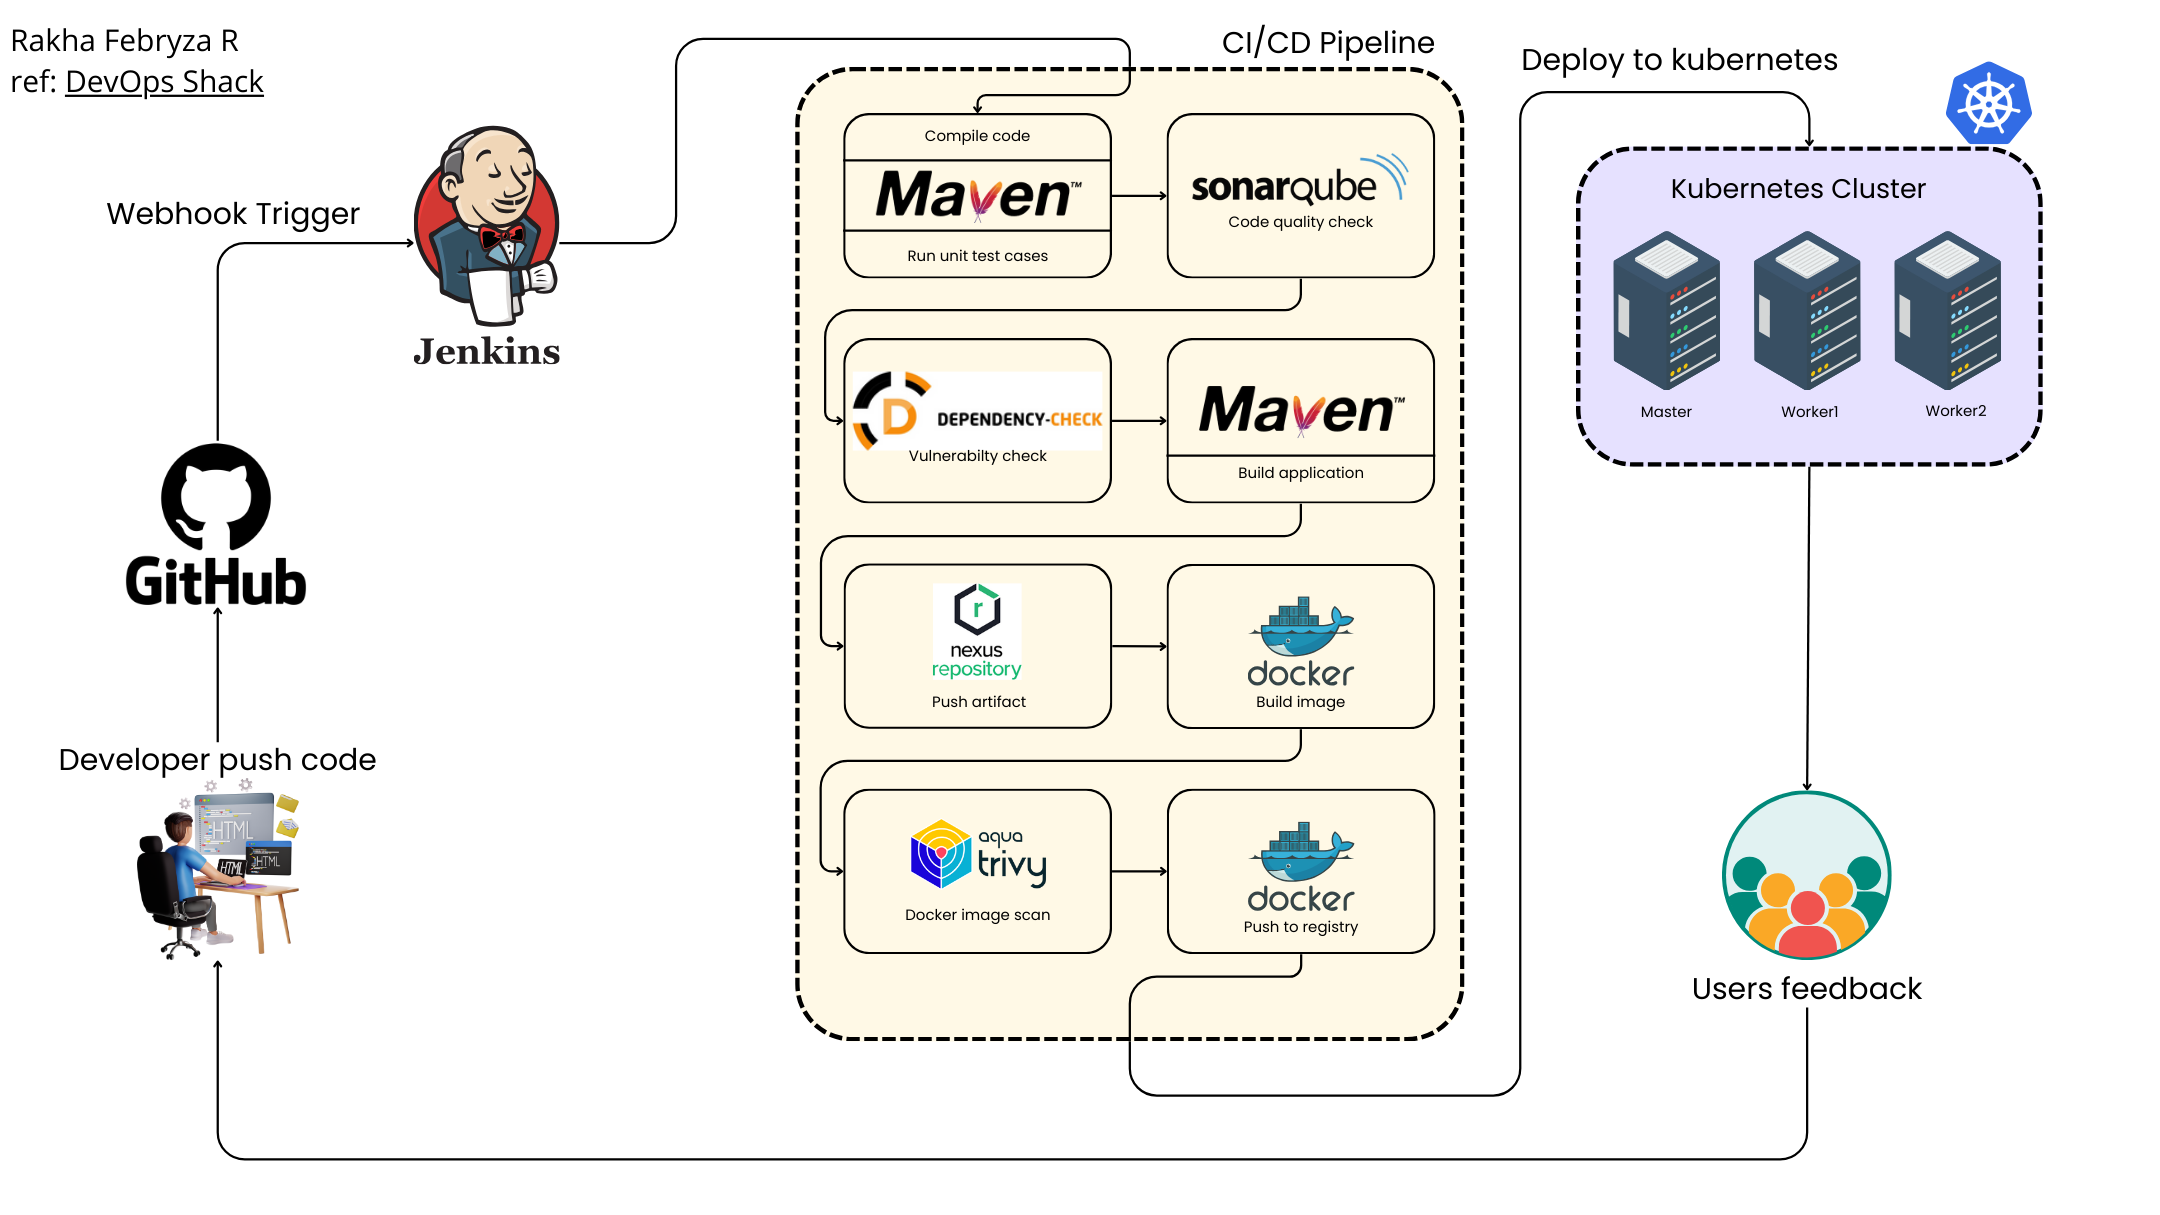 Rakha Febryza R
ref: DevOps Shack
Webhook Trigger
Jenkins
GitHub
Developer push code
HTML
HTML
HTML
CI/CD Pipeline
Compile code
Maven™
Run unit test cases
sonarqube
Code quality check
DEPENDENCY-CHECK
Vulnerabilty check
Maven™
Build application
nexus
repository
Push artifact
docker
Build image
aqua
trivy
Docker image scan
docker
Push to registry
Deploy to kubernetes
Kubernetes Cluster
Master
Worker1
Worker2
Users feedback